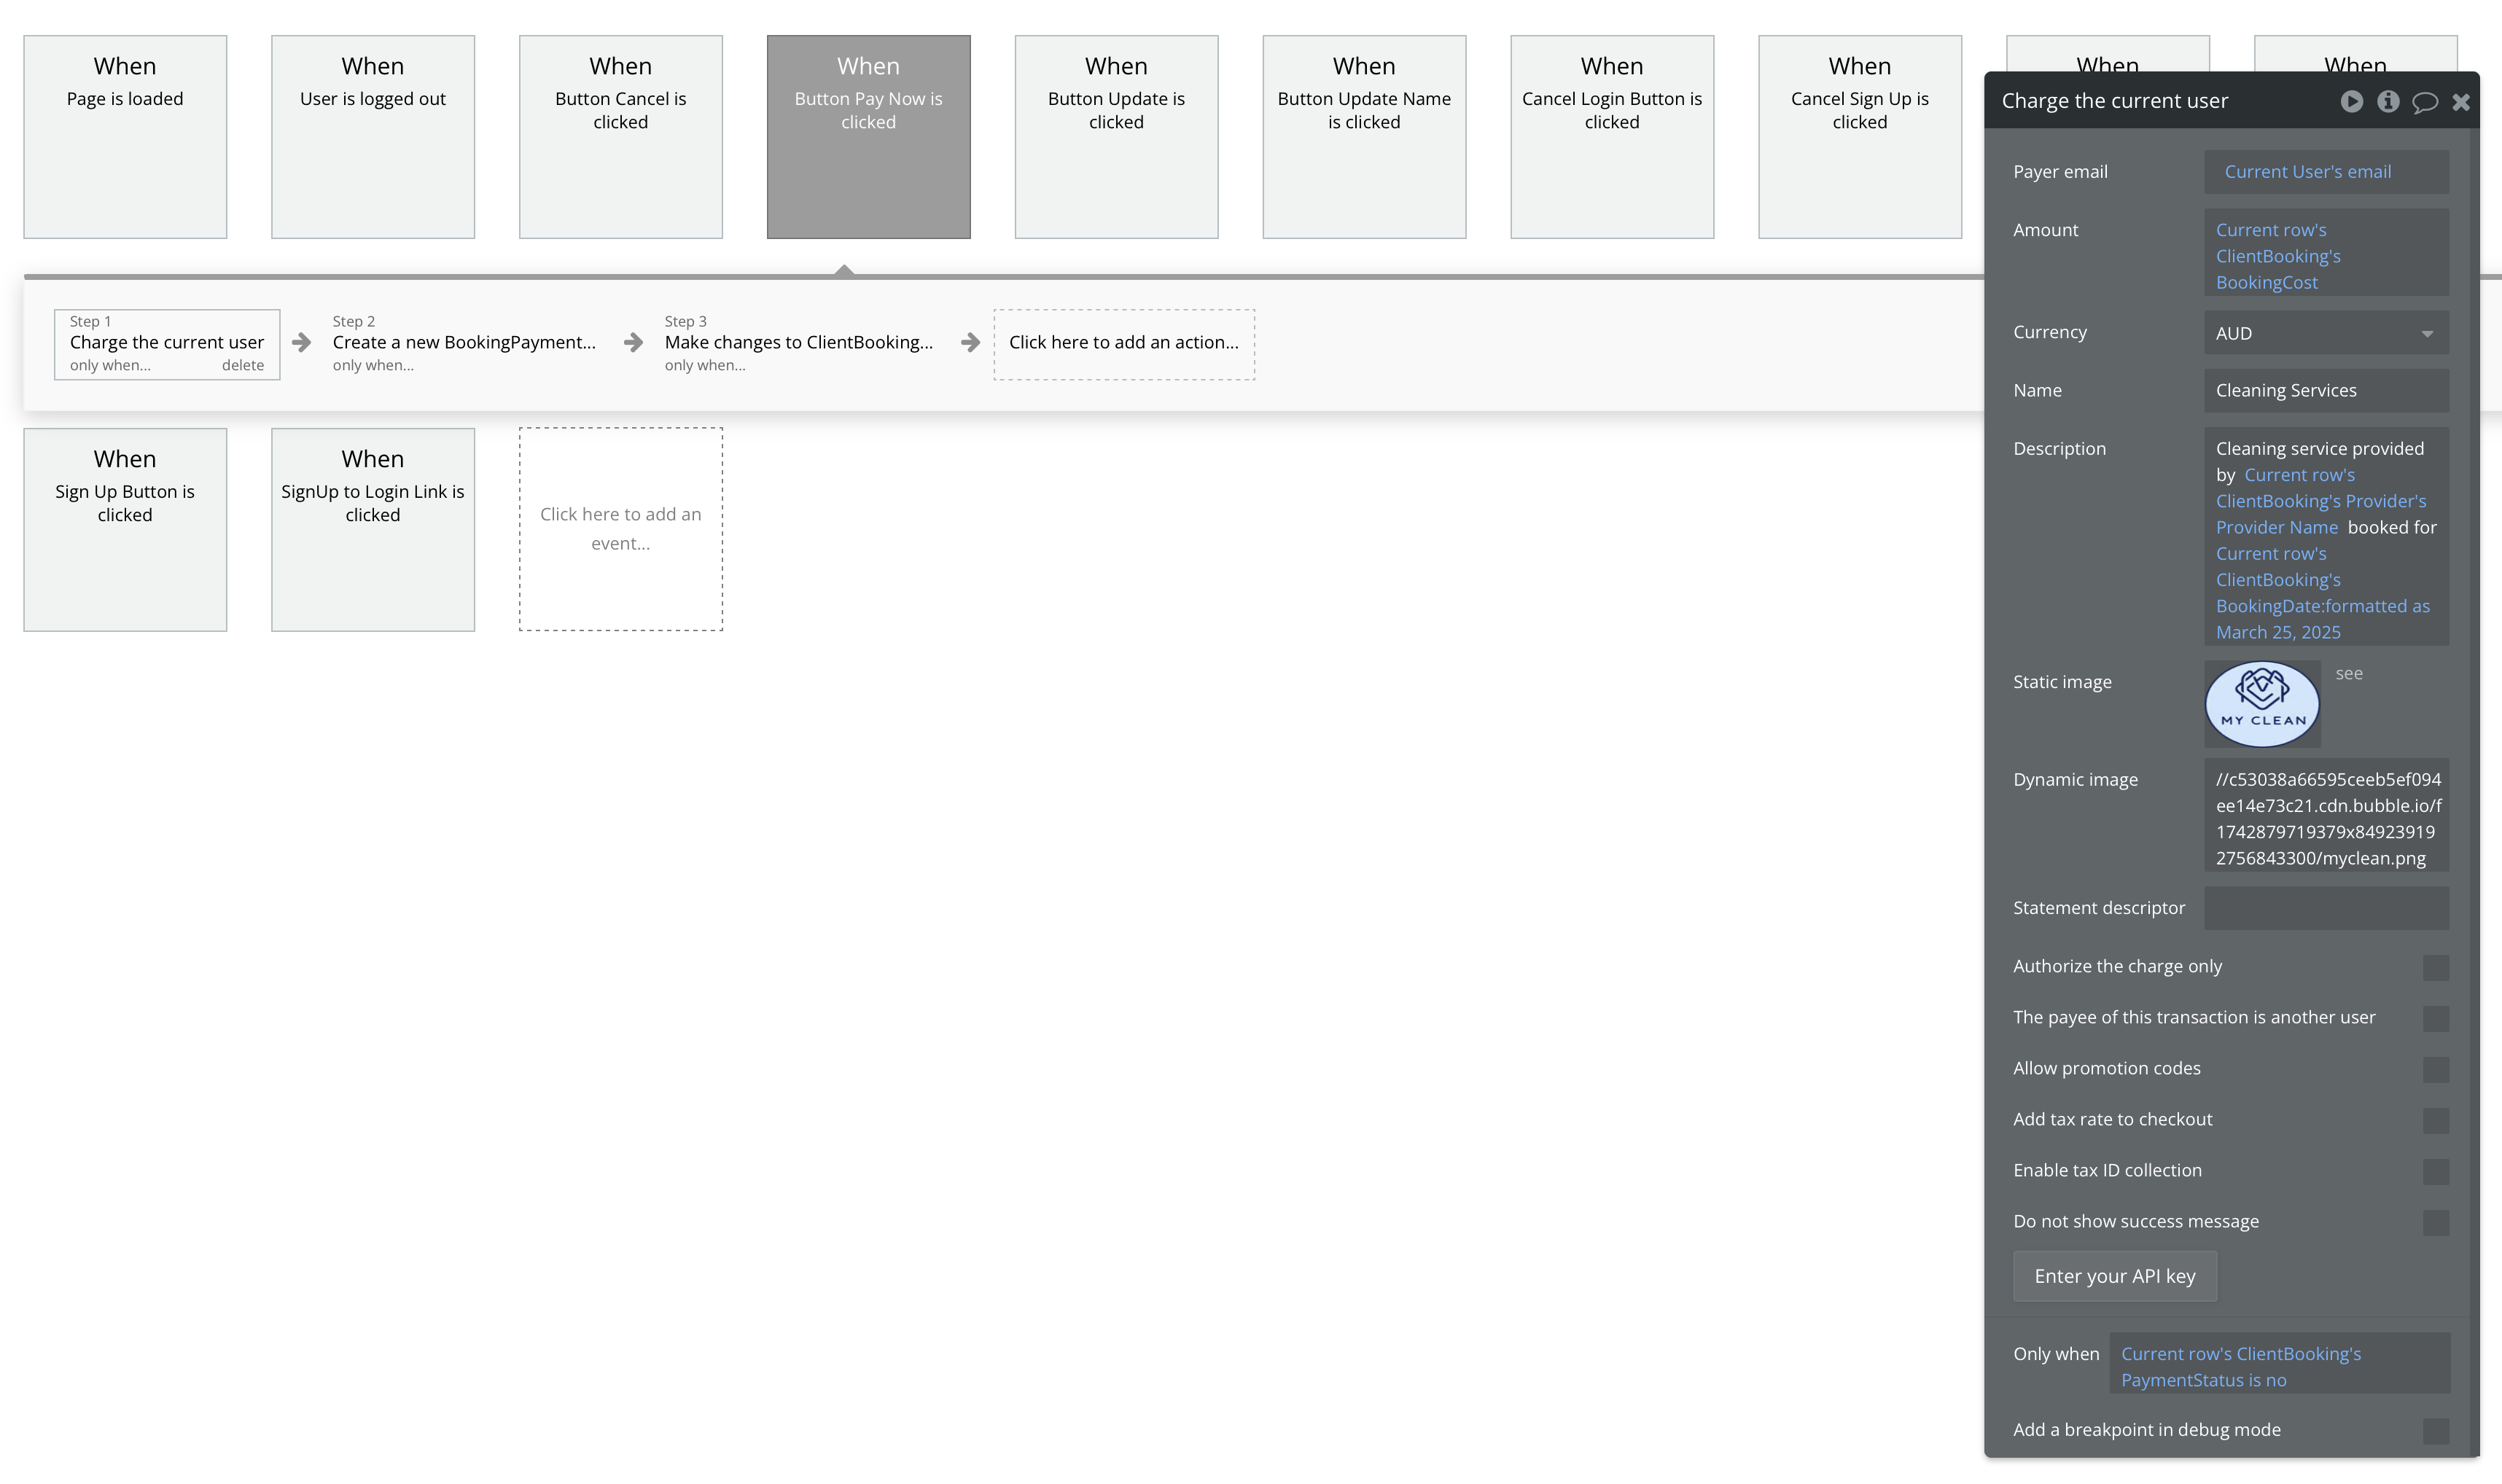 When
Page is loaded
When
User is logged out
When
Button Cancel is
clicked
When
Button Pay Now is
clicked
When
Button Update is
clicked
When
Button Update Name
is clicked
When
Cancel Login Button is
clicked
When
Cancel Sign Up is
clicked
When
When
Step 1
Charge the current user
only when... delete
Step 2
Create a new BookingPayment...
only when...
Step 3
Make changes to ClientBooking...
only when...
Click here to add an action...
When
Sign Up Button is
clicked
When
SignUp to Login Link is
clicked
Click here to add an
event...
Charge the current user
Payer email
Current User's email
Amount
Current row's
ClientBooking's
BookingCost
Currency
AUD
Name
Cleaning Services
Description
Cleaning service provided
by Current row's
ClientBooking's Provider's
Provider Name booked for
Current row's
ClientBooking's
BookingDate:formatted as
March 25, 2025
Static image
MY CLEAN
see
Dynamic image
//c53038a66595ceeb5ef094
ee14e73c21.cdn.bubble.io/f
1742879719379x84923919
2756843300/myclean.png
Statement descriptor
Authorize the charge only
The payee of this transaction is another user
Allow promotion codes
Add tax rate to checkout
Enable tax ID collection
Do not show success message
Enter your API key
Only when
Current row's ClientBooking's
PaymentStatus is no
Add a breakpoint in debug mode